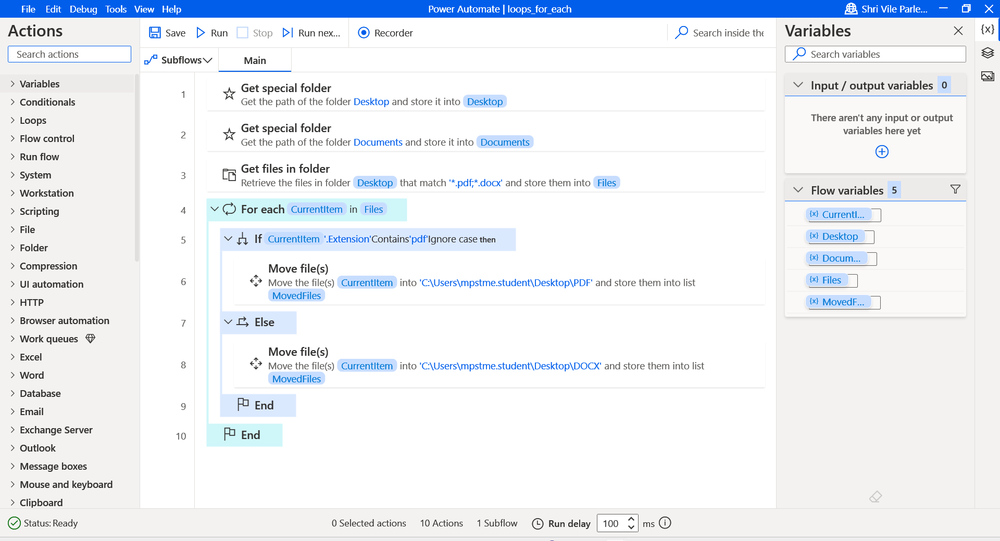 File Edit Debug Tools View Help
Power Automate | loops_for_each
Shri Vile Parle...
Actions
Search actions
Variables
Conditionals
Loops
Flow control
Run flow
System
Workstation
Scripting
File
Folder
Compression
UI automation
HTTP
Browser automation
Work queues
Excel
Word
Database
Email
Exchange Server
Outlook
Message boxes
Mouse and keyboard
Clipboard
Save Run Stop Run nex... Recorder
Search inside the
Subflows Main
1 Get special folder
Get the path of the folder Desktop and store it into Desktop
2 Get special folder
Get the path of the folder Documents and store it into Documents
3 Get files in folder
Retrieve the files in folder Desktop that match '*.pdf;*.docx' and store them into Files
4 For each CurrentItem in Files
5 If CurrentItem '.Extension'Contains'pdf'Ignore case then
6 Move file(s)
Move the file(s) CurrentItem into 'C:\Users\mpstme.student\Desktop\PDF' and store them into list
MovedFiles
7 Else
8 Move file(s)
Move the file(s) CurrentItem into 'C:\Users\mpstme.student\Desktop\DOCX' and store them into list
MovedFiles
9 End
10 End
Variables
{x}
Search variables
Input / output variables 0
There aren't any input or output
variables here yet
Flow variables 5
{x} CurrentI...
{x} Desktop
{x} Docum...
{x} Files
{x} MovedF...
Status: Ready
0 Selected actions 10 Actions 1 Subflow Run delay 100 ms